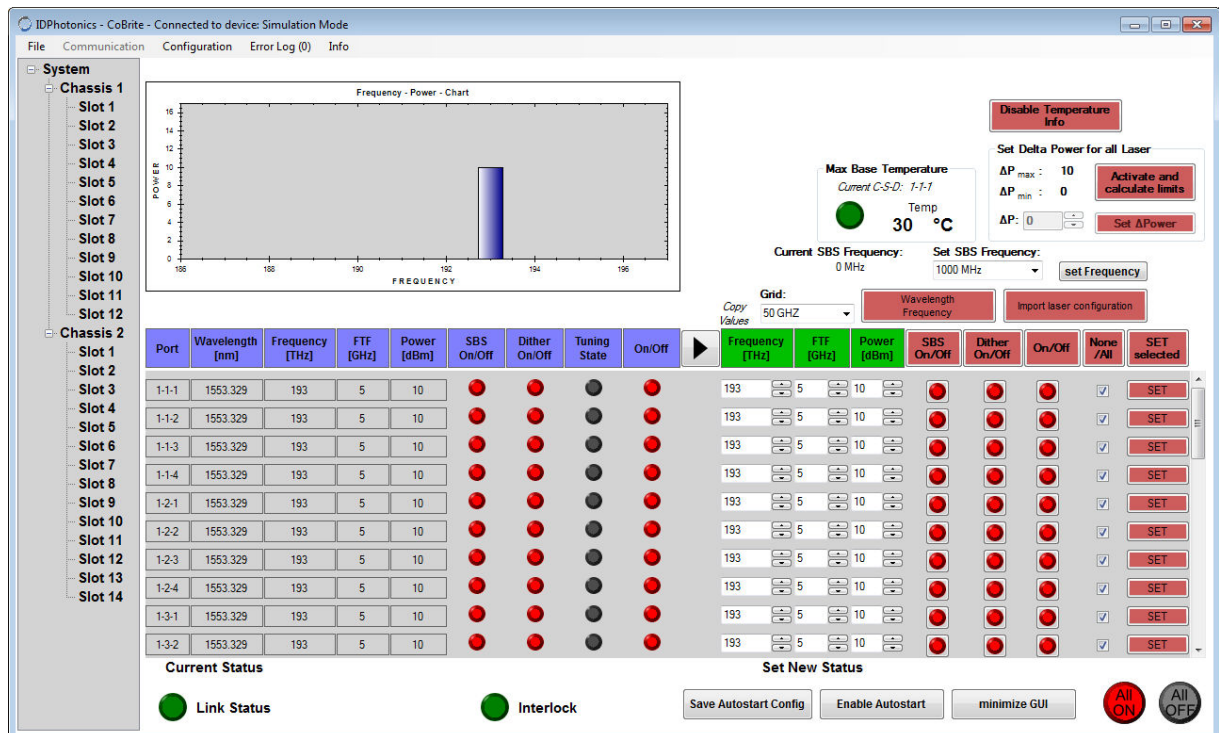 IDPhotonics - CoBrite - Connected to device: Simulation Mode
File Communication Configuration Error Log (0) Info
System
Chassis 1
Slot 1
Slot 2
Slot 3
Slot 4
Slot 5
Slot 6
Slot 7
Slot 8
Slot 9
Slot 10
Slot 11
Slot 12
Chassis 2
Slot 1
Slot 2
Slot 3
Slot 4
Slot 5
Slot 6
Slot 7
Slot 8
Slot 9
Slot 10
Slot 11
Slot 12
Slot 13
Slot 14
Frequency - Power - Chart
POWER
16
14
12
10
8
6
4
2
0
186 188 190 192 194 196
FREQUENCY
Disable Temperature
Info
Max Base Temperature
Current C-S-D: 1-1-1
Temp
30 °C
Set Delta Power for all Laser
ΔP max : 10
ΔP min : 0
Activate and
calculate limits
ΔP: 0
Set ΔPower
Current SBS Frequency:
0 MHz
Set SBS Frequency:
1000 MHz
set Frequency
Copy
Values
Grid:
50 GHZ
Wavelength
Frequency
Import laser configuration
Port Wavelength [nm] Frequency [THz] FTF [GHz] Power [dBm] SBS On/Off Dither On/Off Tuning State On/Off
Frequency [THz] FTF [GHz] Power [dBm] SBS On/Off Dither On/Off On/Off None /All SET selected
1-1-1 1553.329 193 5 10 193 5 10 SET
1-1-2 1553.329 193 5 10 193 5 10 SET
1-1-3 1553.329 193 5 10 193 5 10 SET
1-1-4 1553.329 193 5 10 193 5 10 SET
1-2-1 1553.329 193 5 10 193 5 10 SET
1-2-2 1553.329 193 5 10 193 5 10 SET
1-2-3 1553.329 193 5 10 193 5 10 SET
1-2-4 1553.329 193 5 10 193 5 10 SET
1-3-1 1553.329 193 5 10 193 5 10 SET
1-3-2 1553.329 193 5 10 193 5 10 SET
Current Status
Set New Status
Link Status
Interlock
Save Autostart Config
Enable Autostart
minimize GUI
All
ON
All
OFF